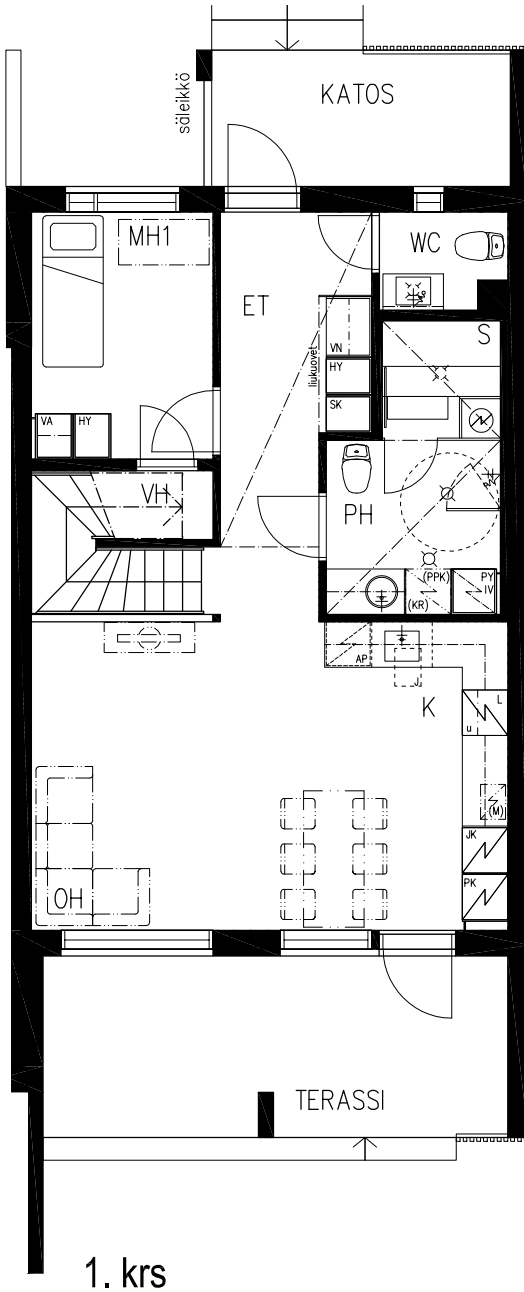 KATOS
säleikkö
MH1
WC
ET
S
VN
liukuovet
HY
SK
VA
HY
VH
PH
(PPK)
PY
IV
(KR)
AP
J
K
L
u
(M)
JK
PK
OH
TERASSI
1. krs